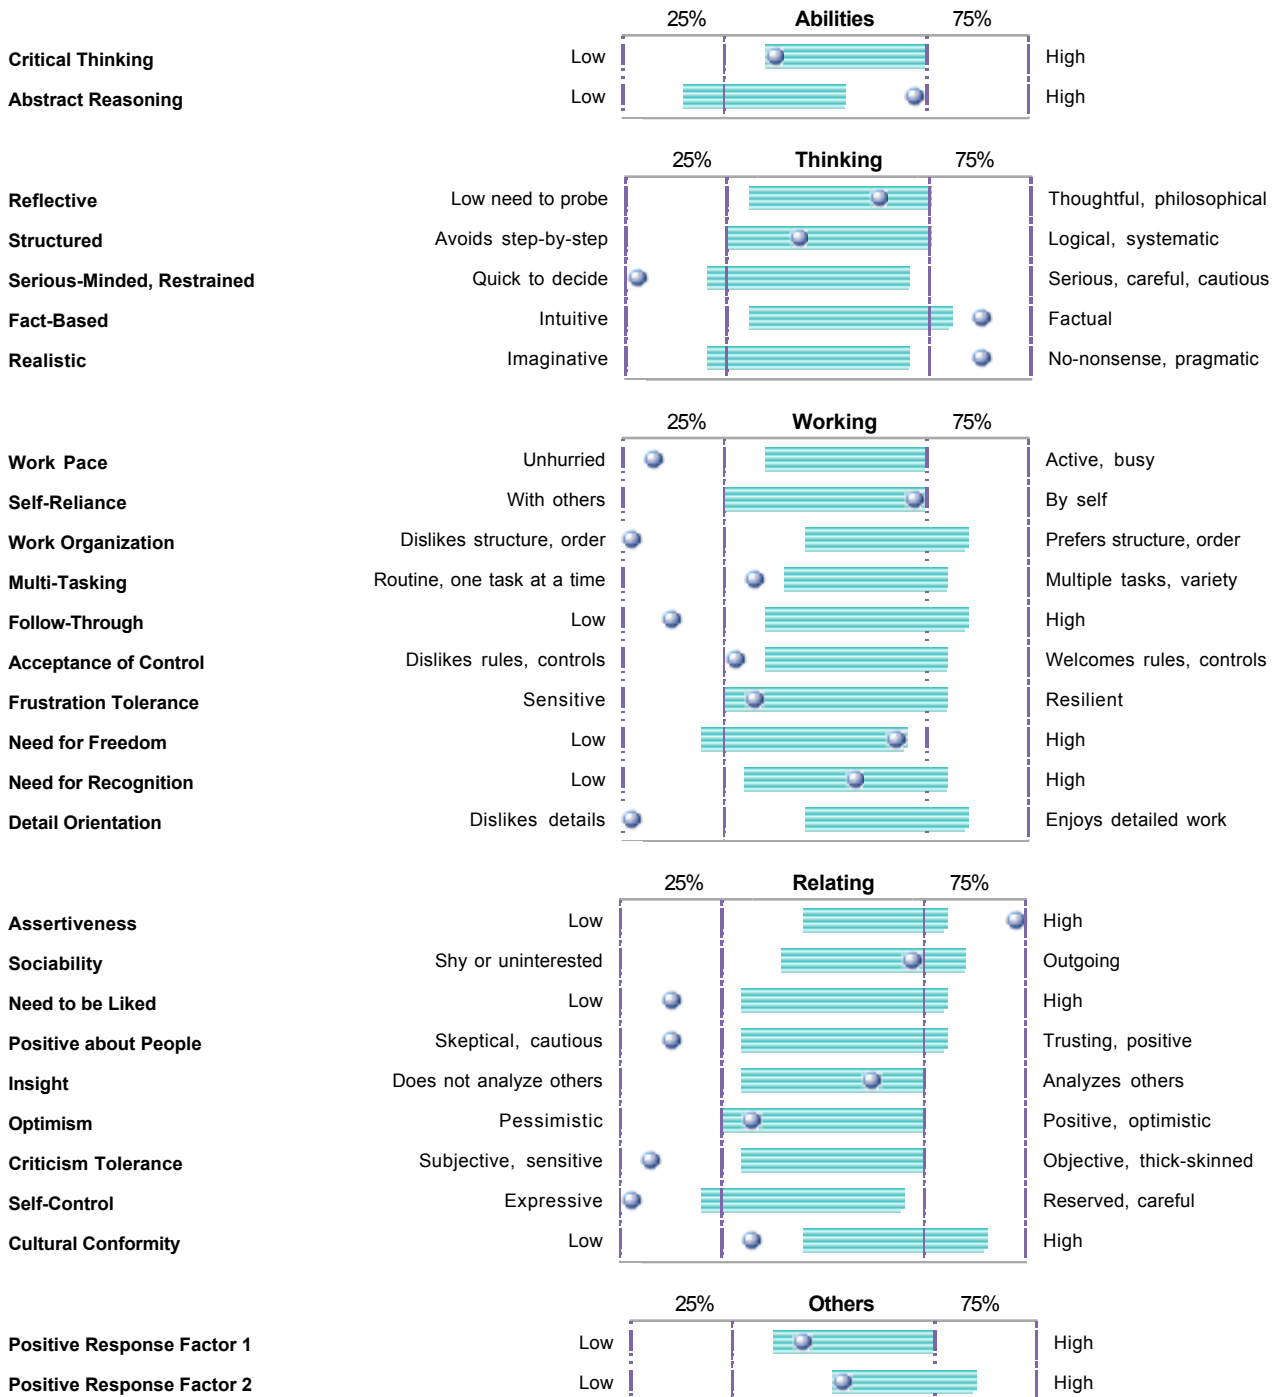 25% Abilities 75%
Critical Thinking Low High
Abstract Reasoning Low High
25% Thinking 75%
Reflective Low need to probe Thoughtful, philosophical
Structured Avoids step-by-step Logical, systematic
Serious-Minded, Restrained Quick to decide Serious, careful, cautious
Fact-Based Intuitive Factual
Realistic Imaginative No-nonsense, pragmatic
25% Working 75%
Work Pace Unhurried Active, busy
Self-Reliance With others By self
Work Organization Dislikes structure, order Prefers structure, order
Multi-Tasking Routine, one task at a time Multiple tasks, variety
Follow-Through Low High
Acceptance of Control Dislikes rules, controls Welcomes rules, controls
Frustration Tolerance Sensitive Resilient
Need for Freedom Low High
Need for Recognition Low High
Detail Orientation Dislikes details Enjoys detailed work
25% Relating 75%
Assertiveness Low High
Sociability Shy or uninterested Outgoing
Need to be Liked Low High
Positive about People Skeptical, cautious Trusting, positive
Insight Does not analyze others Analyzes others
Optimism Pessimistic Positive, optimistic
Criticism Tolerance Subjective, sensitive Objective, thick-skinned
Self-Control Expressive Reserved, careful
Cultural Conformity Low High
25% Others 75%
Positive Response Factor 1 Low High
Positive Response Factor 2 Low High